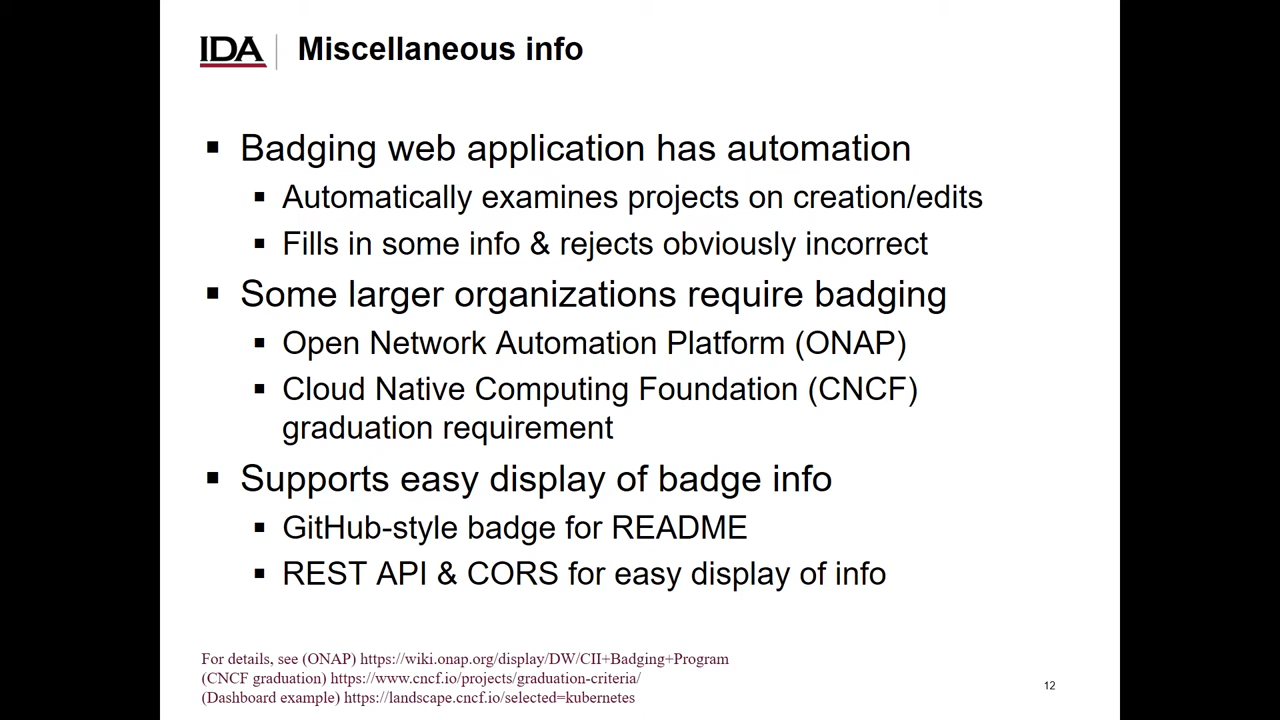 IDA
Miscellaneous info
▪ Badging web application has automation
▪ Automatically examines projects on creation/edits
▪ Fills in some info & rejects obviously incorrect
▪ Some larger organizations require badging
▪ Open Network Automation Platform (ONAP)
▪ Cloud Native Computing Foundation (CNCF)
graduation requirement
▪ Supports easy display of badge info
▪ GitHub-style badge for README
▪ REST API & CORS for easy display of info
For details, see (ONAP) https://wiki.onap.org/display/DW/CII+Badging+Program
(CNCF graduation) https://www.cncf.io/projects/graduation-criteria/
(Dashboard example) https://landscape.cncf.io/selected=kubernetes
12